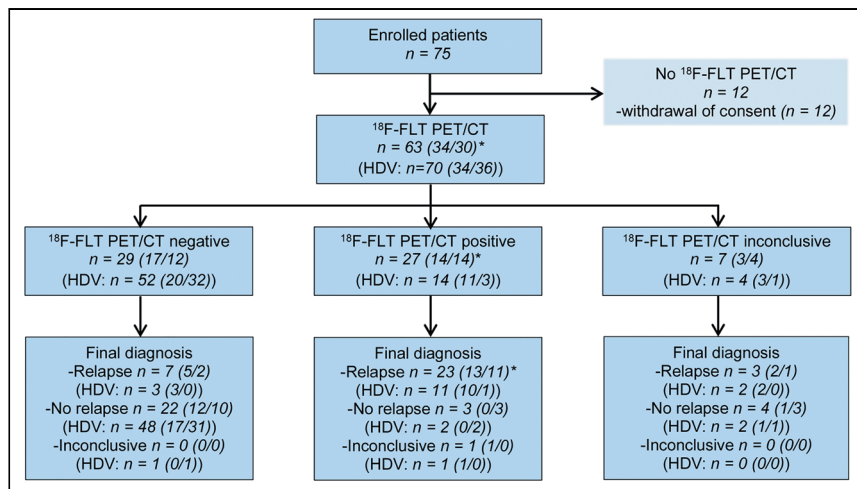 Enrolled patients
n = 75
No ¹⁸F-FLT PET/CT
n = 12
-withdrawal of consent (n = 12)
¹⁸F-FLT PET/CT
n = 63 (34/30)*
(HDV: n=70 (34/36))
¹⁸F-FLT PET/CT negative
n = 29 (17/12)
(HDV: n = 52 (20/32))
¹⁸F-FLT PET/CT positive
n = 27 (14/14)*
(HDV: n = 14 (11/3))
¹⁸F-FLT PET/CT inconclusive
n = 7 (3/4)
(HDV: n = 4 (3/1))
Final diagnosis
-Relapse n = 7 (5/2)
(HDV: n = 3 (3/0))
-No relapse n = 22 (12/10)
(HDV: n = 48 (17/31)
-Inconclusive n = 0 (0/0)
(HDV: n = 1 (0/1))
Final diagnosis
-Relapse n = 23 (13/11)*
(HDV: n = 11 (10/1)
-No relapse n = 3 (0/3)
(HDV: n = 2 (0/2)
-Inconclusive n = 1 (1/0)
(HDV: n = 1 (1/0))
Final diagnosis
-Relapse n = 3 (2/1)
(HDV: n = 2 (2/0)
-No relapse n = 4 (1/3)
(HDV: n = 2 (1/1)
-Inconclusive n = 0 (0/0)
(HDV: n = 0 (0/0))